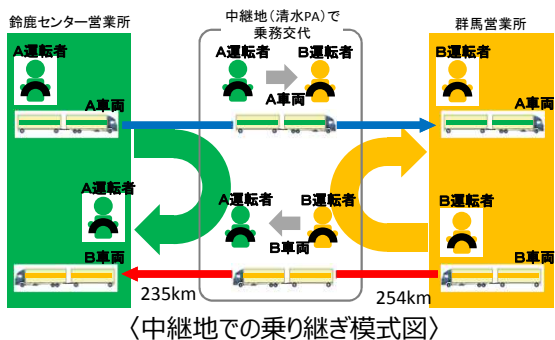 鈴鹿センター営業所
中継地(清水PA)で
乗務交代
群馬営業所
A運転者
A運転者
B運転者
B運転者
A車両
A車両
A車両
A運転者
A運転者
B運転者
B運転者
B車両
B車両
B車両
235km
254km
〈中継地での乗り継ぎ模式図〉